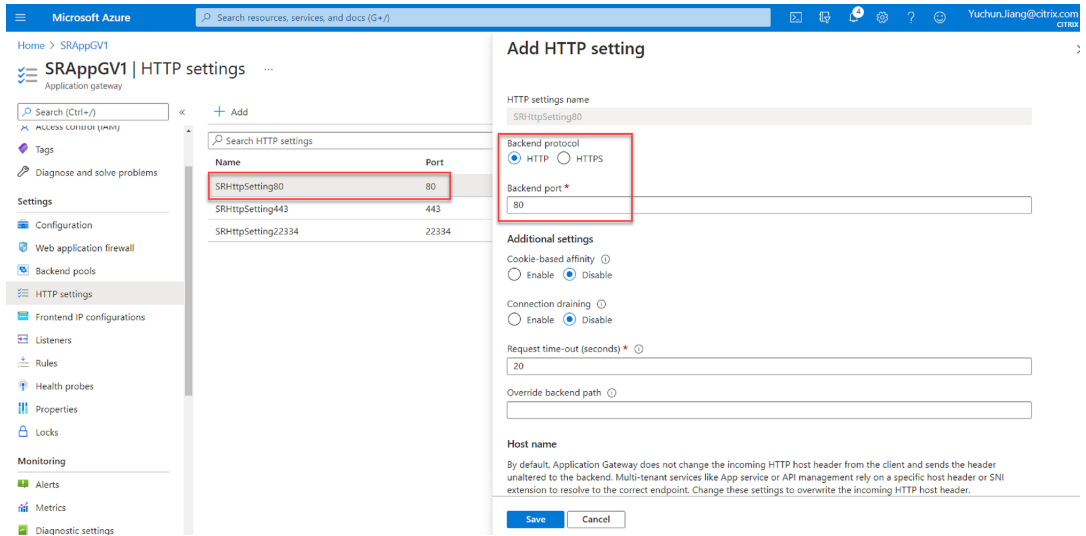 Microsoft Azure
Search resources, services, and docs (G+/)
4
Yuchun.Jiang@citrix.com
CITRIX
Home > SRAppGV1
SRAppGV1 | HTTP settings ...
Application gateway
Search (Ctrl+/)
«
Access control (IAM)
Tags
Diagnose and solve problems
Settings
Configuration
Web application firewall
Backend pools
HTTP settings
Frontend IP configurations
Listeners
Rules
Health probes
Properties
Locks
Monitoring
Alerts
Metrics
Diagnostic settings
+ Add
Search HTTP settings
Name Port
SRHttpSetting80 80
SRHttpSetting443 443
SRHttpSetting22334 22334
Add HTTP setting
HTTP settings name
SRHttpSetting80
Backend protocol
HTTP HTTPS
Backend port *
80
Additional settings
Cookie-based affinity
Enable Disable
Connection draining
Enable Disable
Request time-out (seconds) *
20
Override backend path
Host name
By default, Application Gateway does not change the incoming HTTP host header from the client and sends the header
unaltered to the backend. Multi-tenant services like App service or API management rely on a specific host header or SNI
extension to resolve to the correct endpoint. Change these settings to overwrite the incoming HTTP host header.
Save Cancel